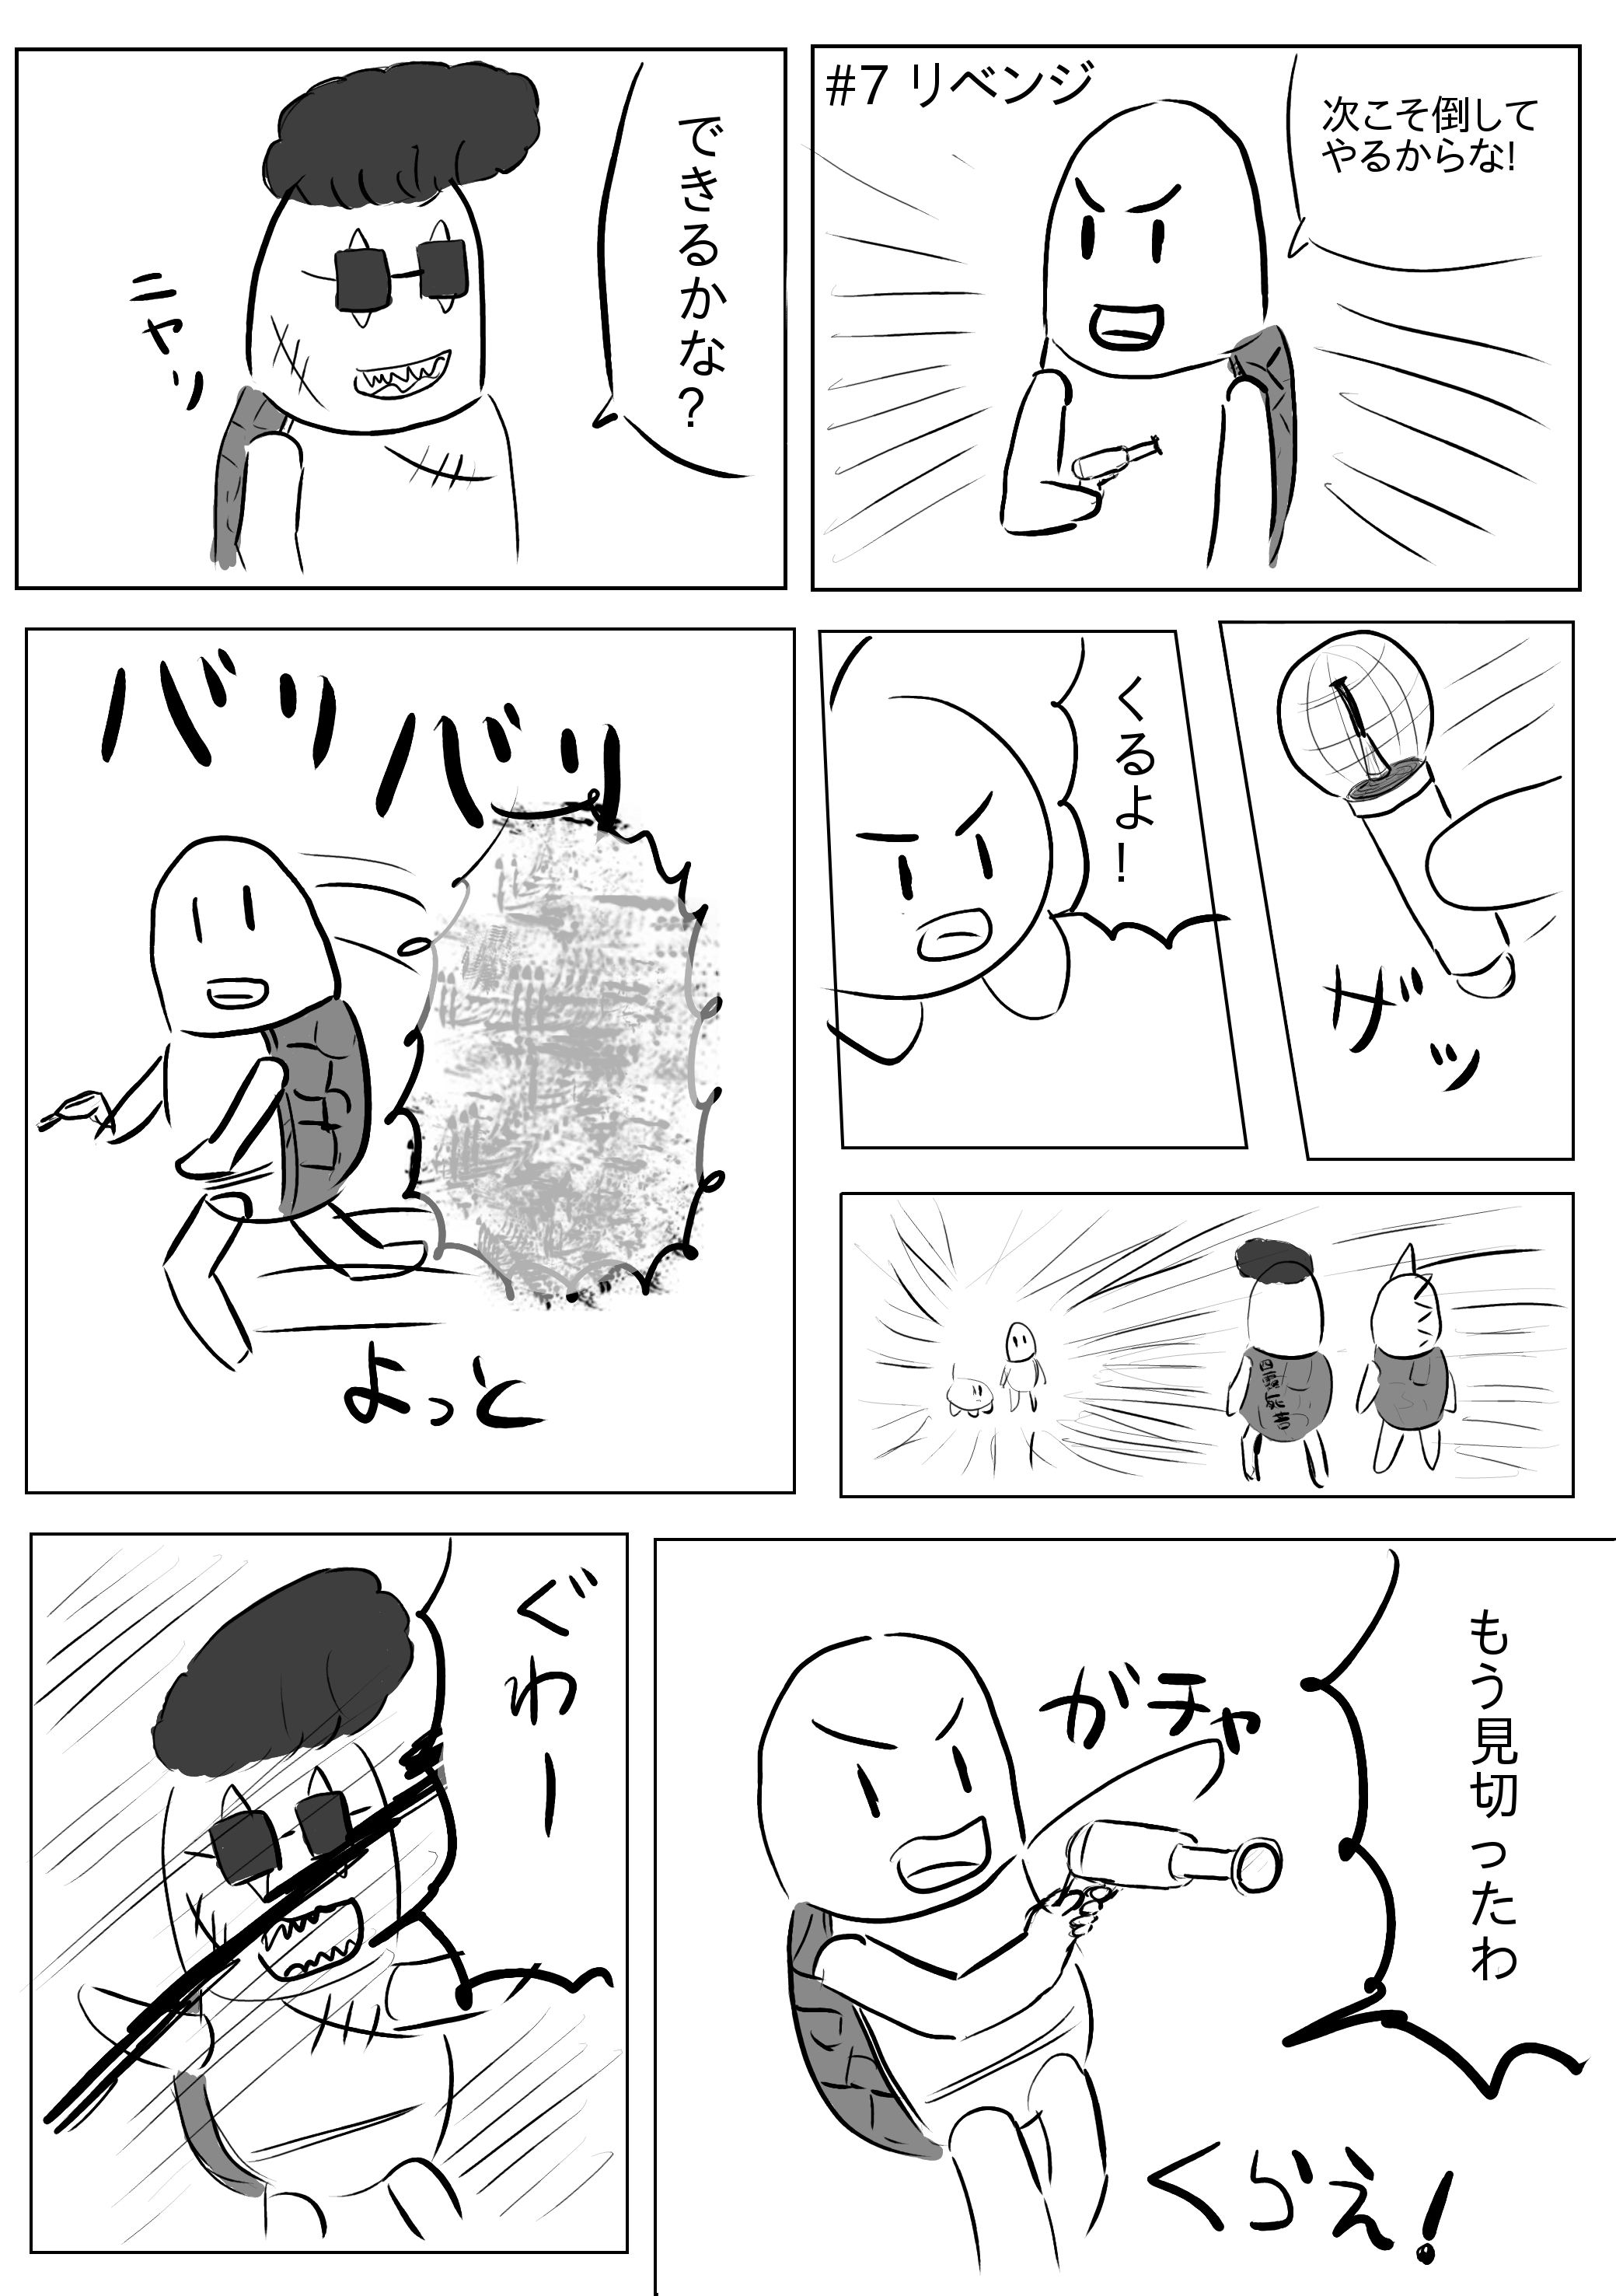 #7 リベンジ
次こそ倒して
やるからな!
できるかな?
ニャッ
ザッ
くるよ!
バリバリ
よっと
もう見切ったわ
ガチャ
くらえ!
ぐわー